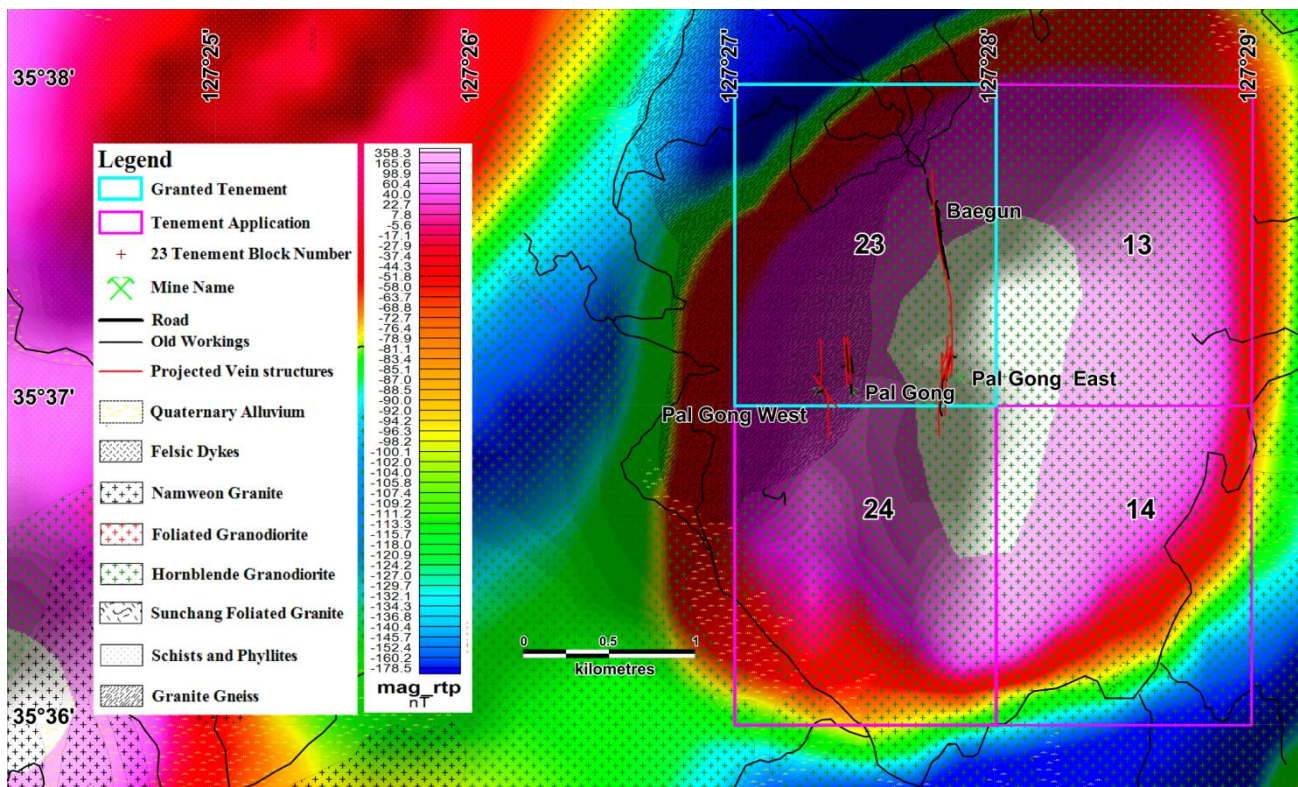 127°25'
127°26'
127°27'
127°28'
127°29'
35°38'
35°37'
35°36'
Legend
Granted Tenement
Tenement Application
23 Tenement Block Number
Mine Name
Road
Old Workings
Projected Vein structures
Quaternary Alluvium
Felsic Dykes
Namweon Granite
Foliated Granodiorite
Hornblende Granodiorite
Sunchang Foliated Granite
Schists and Phyllites
Granite Gneiss
358.3
165.6
98.9
60.4
40.0
22.7
7.8
-5.6
-17.1
-27.9
-37.4
-44.3
-51.8
-58.0
-63.7
-68.8
-72.7
-76.4
-78.9
-81.1
-83.4
-85.1
-87.0
-88.5
-90.0
-92.0
-94.2
-96.3
-98.2
-100.1
-102.0
-104.0
-105.8
-107.4
-109.2
-111.3
-113.3
-115.7
-118.0
-120.9
-124.2
-127.0
-129.7
-132.1
-134.3
-136.8
-140.4
-145.7
-152.4
-160.2
-178.5
mag_rtp
nT
Baegun
23
13
Pal Gong East
Pal Gong
Pal Gong West
24
14
0 0.5 1
kilometres